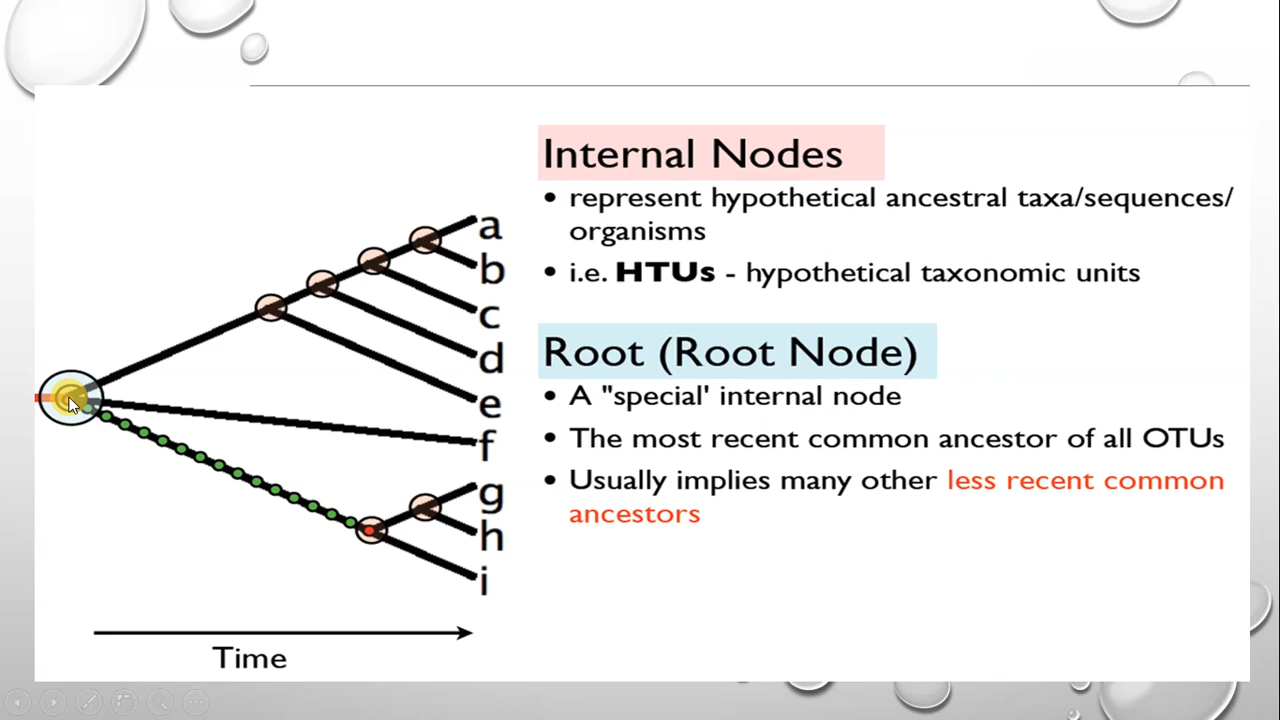 Internal Nodes
• represent hypothetical ancestral taxa/sequences/
organisms
• i.e. HTUs - hypothetical taxonomic units
Root (Root Node)
• A "special' internal node
• The most recent common ancestor of all OTUs
• Usually implies many other less recent common
ancestors
a
b
c
d
e
f
g
h
i
Time